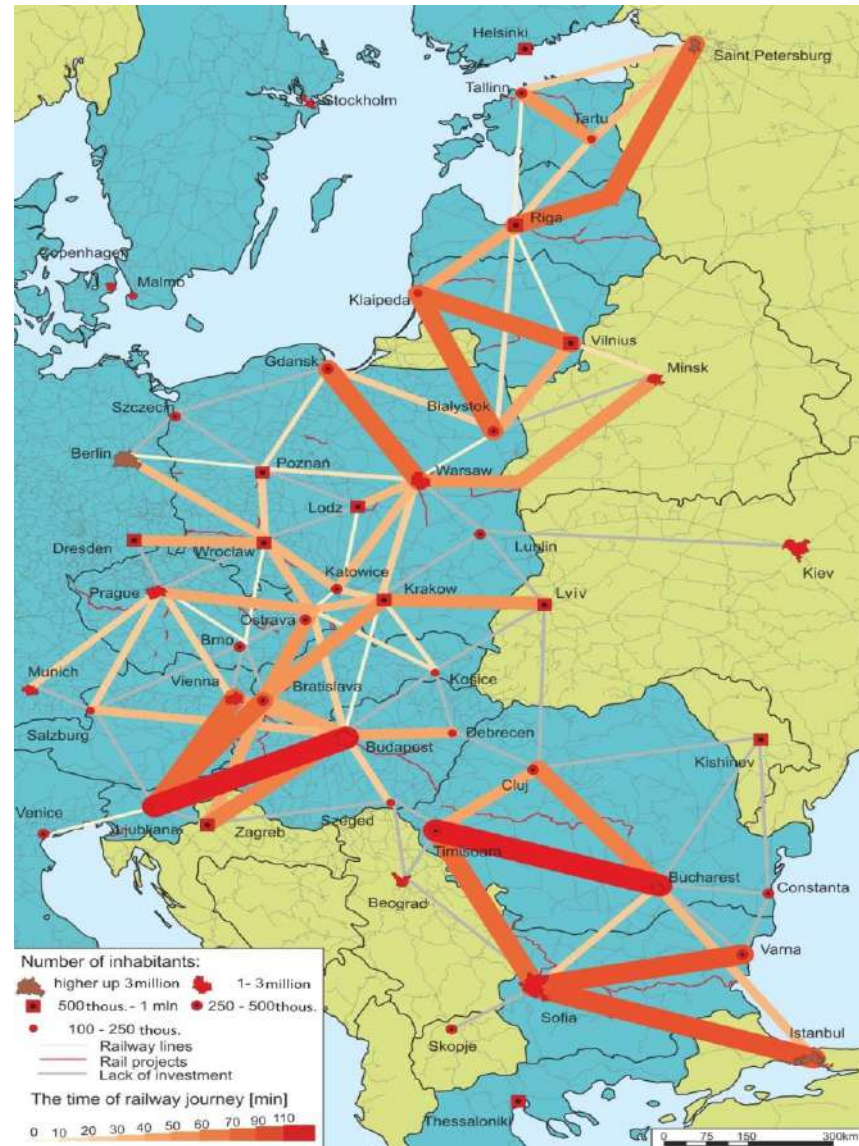 Helsinki
Saint Petersburg
Tallinn
Stockholm
Tartu
Riga
Copenhagen
Malmo
Klaipeda
Vilnius
Gdansk
Minsk
Szczecin
Bialystok
Berlin
Poznań
Warsaw
Lodz
Dresden
Wrocław
Lublin
Kiev
Katowice
Prague
Krakow
Lviv
Ostrava
Brno
Munich
Vienna
Bratislava
Košice
Salzburg
Budapost
Debrecen
Kishinev
Cluj
Venice
Ljubljana
Zagreb
Szeged
Timisoara
Bucharest
Beograd
Constanta
Varna
Sofia
Istanbul
Skopje
Thessaloniki
Number of inhabitants:
higher up 3million 1- 3million
500thous. - 1 mln 250 - 500thous.
100 - 250 thous.
Railway lines
Rail projects
Lack of investment
The time of railway journey [min]
0 10 20 30 40 50 60 70 90 110
0 75 150 300km